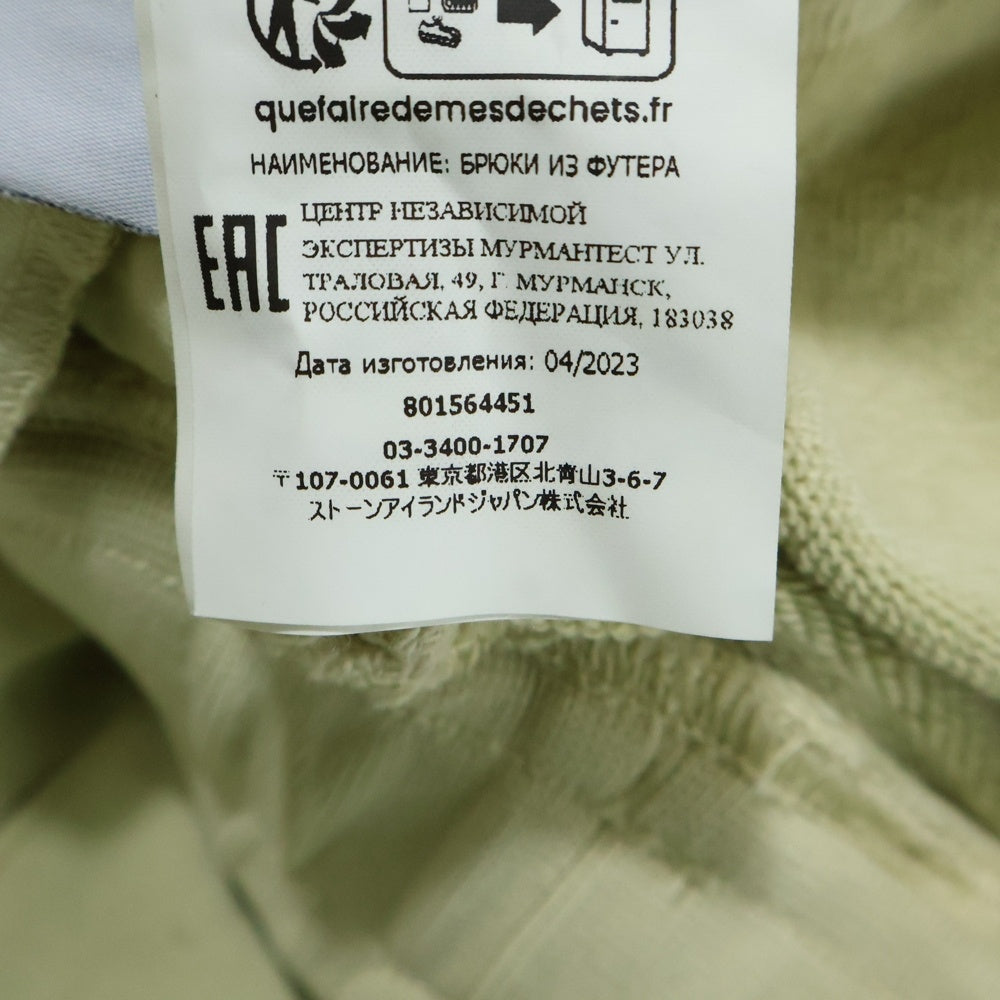 quefairedemesdechets.fr
НАИМЕНОВАНИЕ: БРЮКИ ИЗ ФУТЕРА
EAC
ЦЕНТР НЕЗАВИСИМОЙ
ЭКСПЕРТИЗЫ МУРМАНТЕСТ УЛ.
ТРАЛОВАЯ, 49, Г. МУРМАНСК,
РОССИЙСКАЯ ФЕДЕРАЦИЯ, 183038
Дата изготовления: 04/2023
801564451
03-3400-1707
〒107-0061 東京都港区北青山3-6-7
ストーンアイランドジャパン株式会社